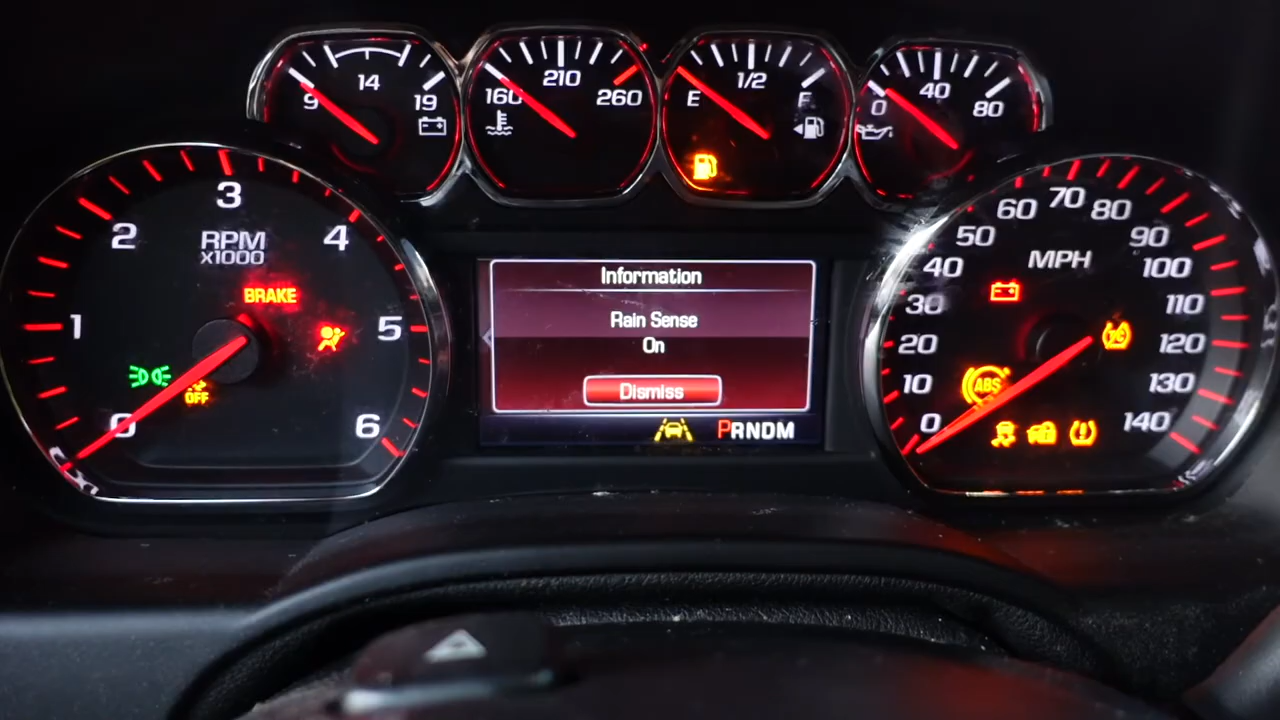 9 14 19
160 210 260
E 1/2 F
0 40 80
0 1 2 3 4 5 6
RPM
x1000
BRAKE
OFF
Information
Rain Sense
On
Dismiss
PRNDM
0 10 20 30 40 50 60 70 80 90 100 110 120 130 140
MPH
ABS